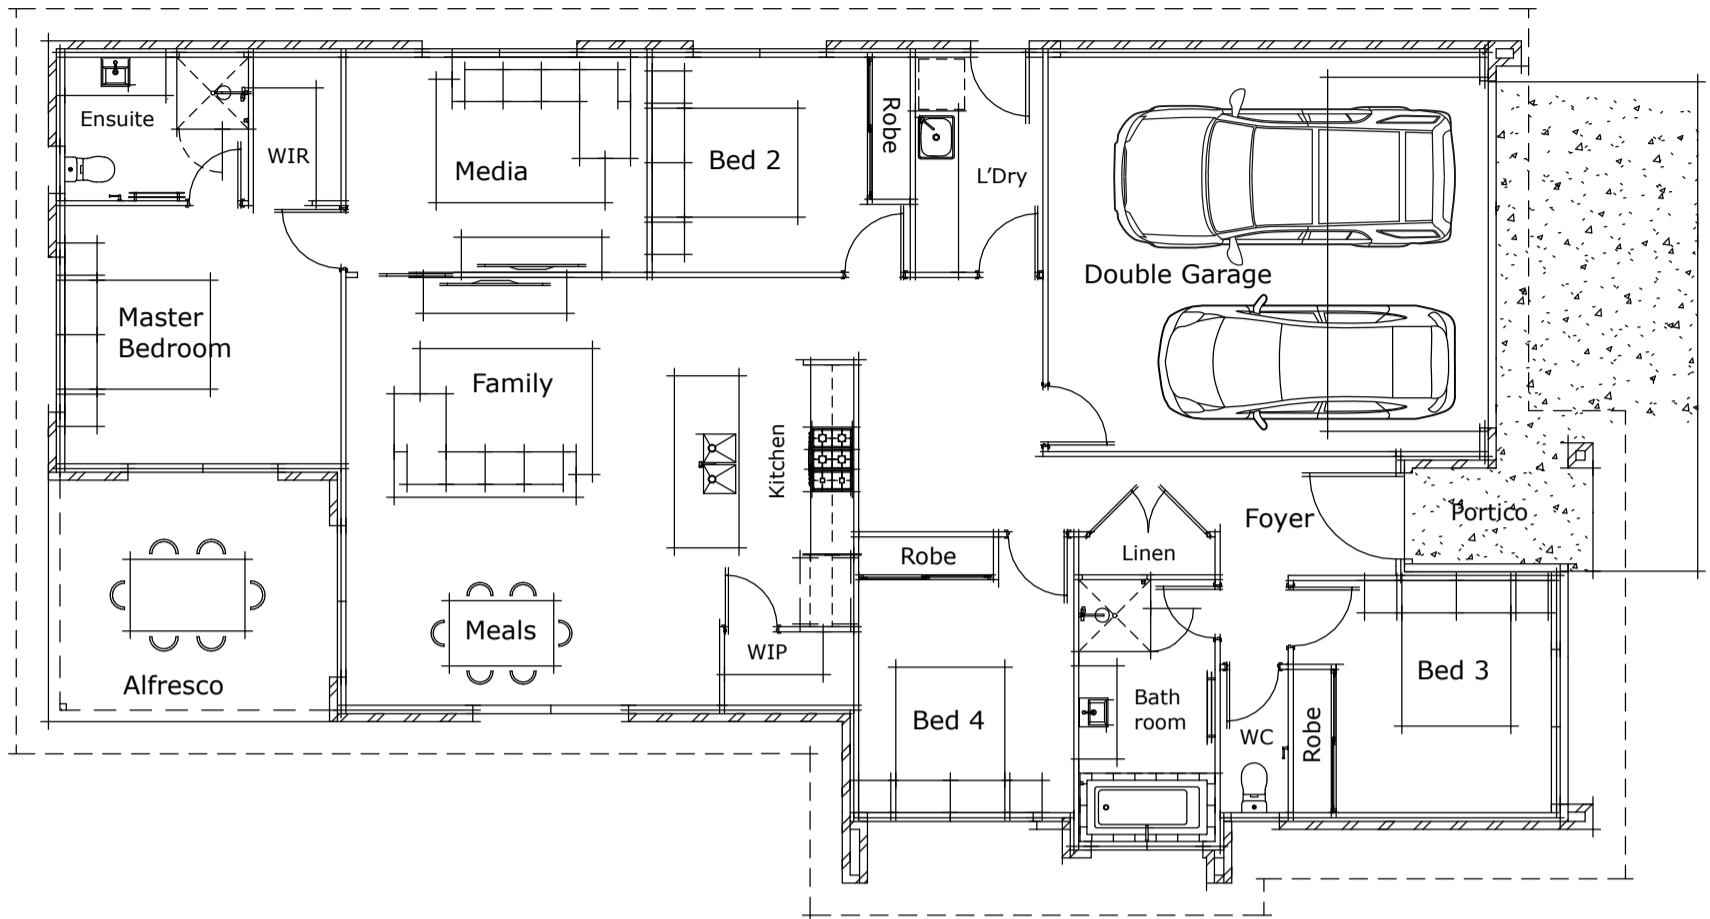 Ensuite
WIR
Media
Bed 2
Robe
L'Dry
Double Garage
Master
Bedroom
Family
Kitchen
Foyer
Portico
Robe
Linen
Meals
WIP
Alfresco
Bed 4
Bath
room
WC
Robe
Bed 3